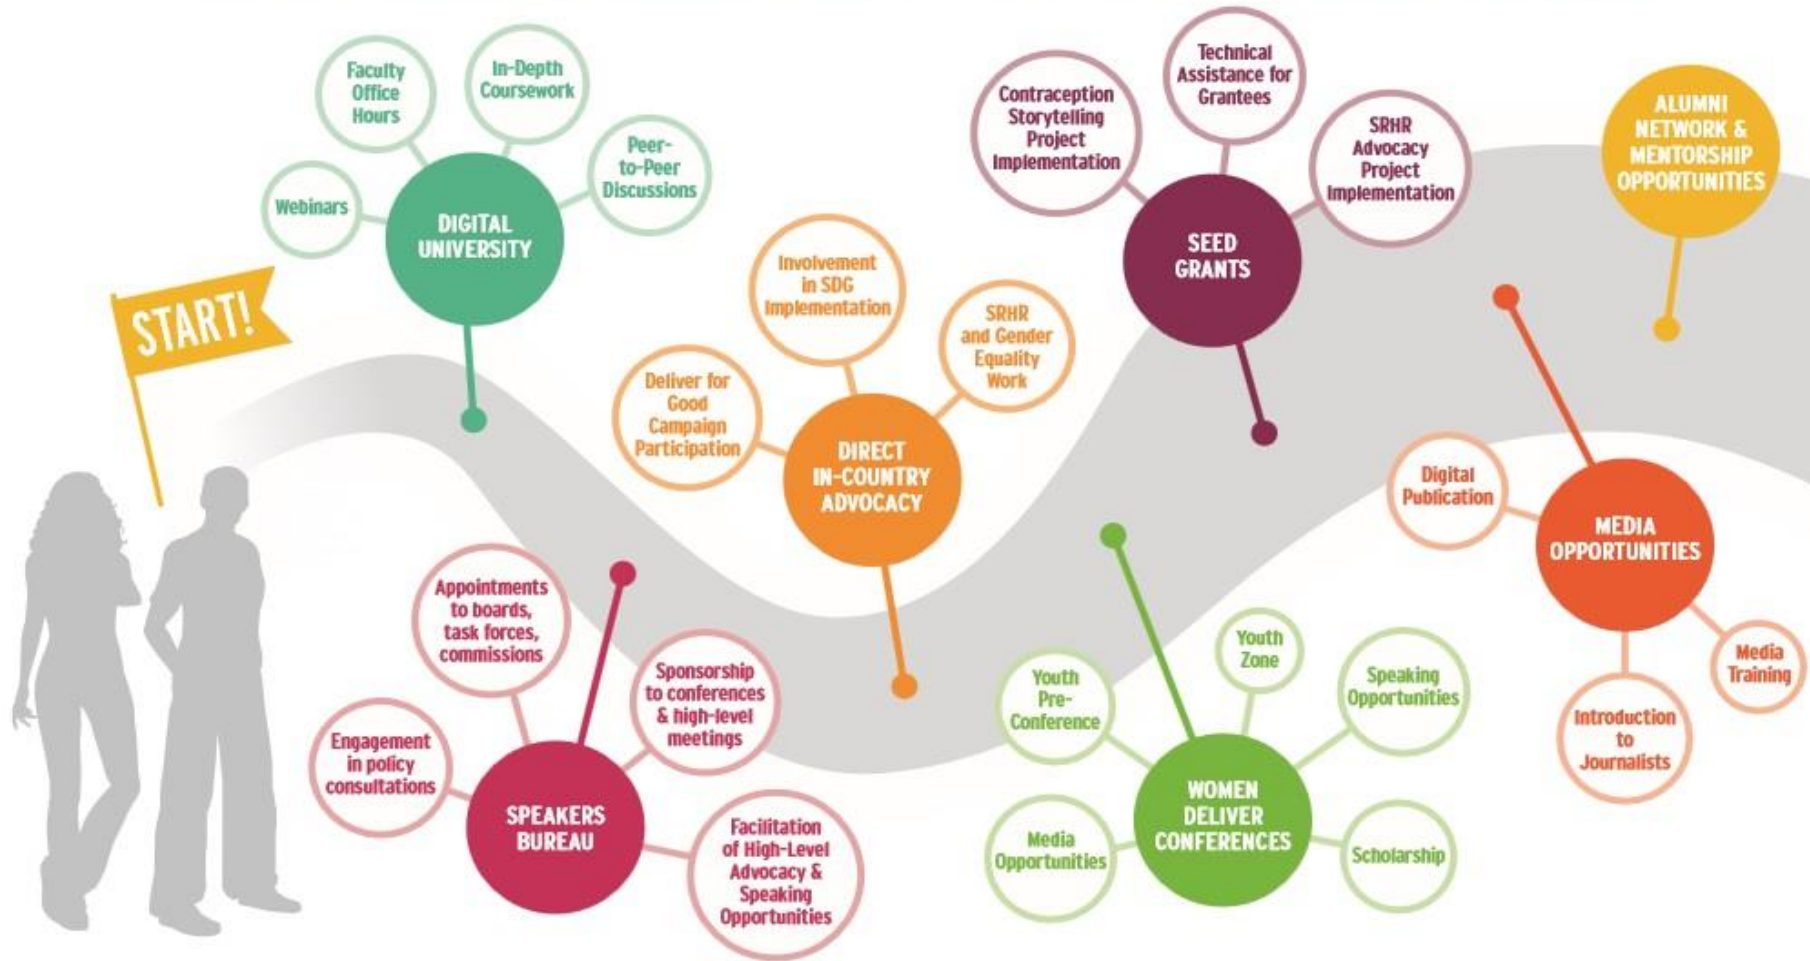 START!
Webinars
Faculty
Office
Hours
In-Depth
Coursework
Peer-
to-Peer
Discussions
DIGITAL
UNIVERSITY
Engagement
in policy
consultations
Appointments
to boards,
task forces,
commissions
Sponsorship
to conferences
& high-level
meetings
Facilitation
of High-Level
Advocacy &
Speaking
Opportunities
SPEAKERS
BUREAU
Deliver for
Good
Campaign
Participation
Involvement
in SDG
Implementation
SRHR
and Gender
Equality
Work
DIRECT
IN-COUNTRY
ADVOCACY
Youth
Pre-
Conference
Youth
Zone
Speaking
Opportunities
Media
Opportunities
Scholarship
WOMEN
DELIVER
CONFERENCES
Contraception
Storytelling
Project
Implementation
Technical
Assistance for
Grantees
SRHR
Advocacy
Project
Implementation
SEED
GRANTS
Digital
Publication
Introduction
to
Journalists
Media
Training
MEDIA
OPPORTUNITIES
ALUMNI
NETWORK &
MENTORSHIP
OPPORTUNITIES